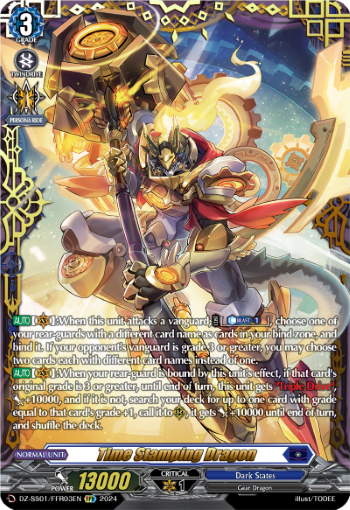 3
GRADE
TWINDRIVE
PERSONA RIDE
AUTO [VC]:When this unit attacks a vanguard, COST [COUNTER BLAST 1], choose one of
your rear-guards with a different card name as cards in your bind zone, and
bind it. If your opponent's vanguard is grade 3 or greater, you may choose
two cards each with different card names instead of one.
AUTO [VC]:When your rear-guard is bound by this unit's effect, if that card's
original grade is 3 or greater, until end of turn, this unit gets "Triple Drive"/
+10000, and if it is not, search your deck for up to one card with grade
equal to that card's grade +1, call it to RC, it gets +10000 until end of turn,
and shuffle the deck.
NORMAL UNIT
Time Stamping Dragon
POWER 13000
CRITICAL
1
Dark States
Gear Dragon
DZ-SS01/FFR03EN FFR 2024
illust/TODEE